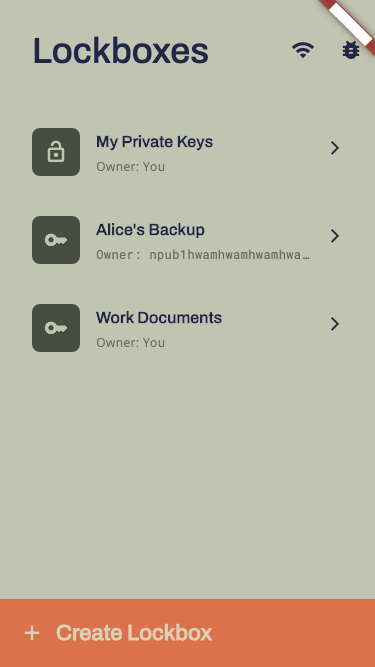 Lockboxes
My Private Keys
Owner: You
Alice's Backup
Owner: npub1hwamhwamhwamhwa…
Work Documents
Owner: You
+ Create Lockbox